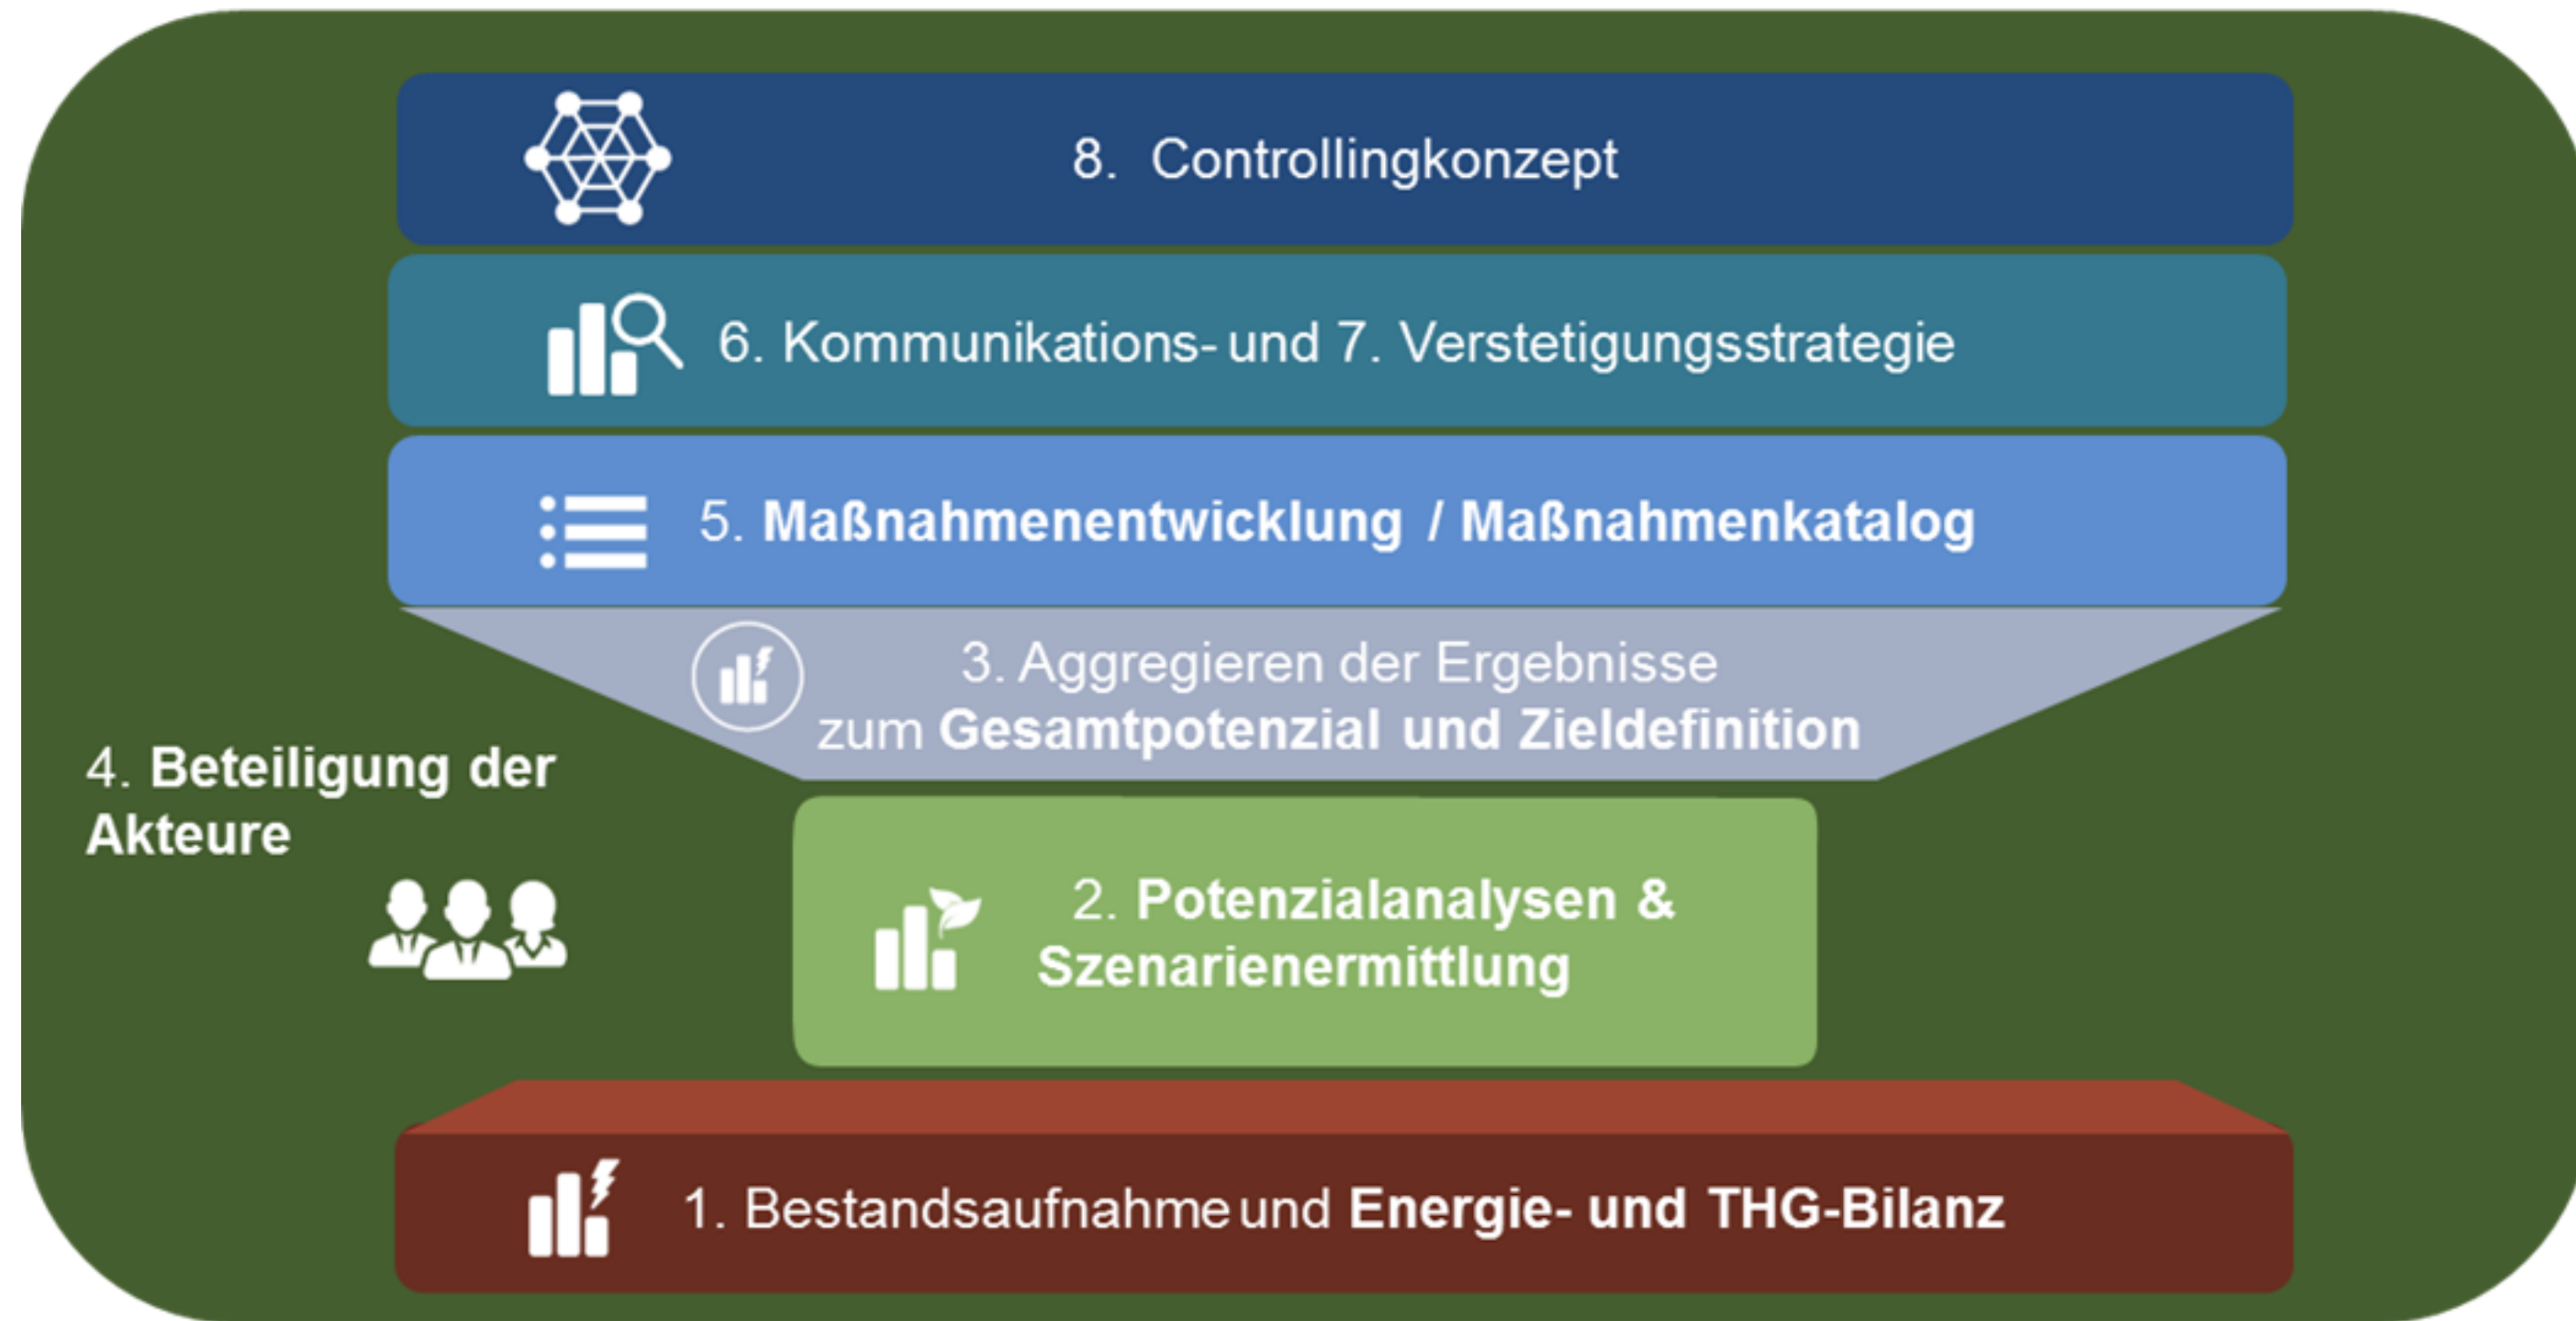 8. Controllingkonzept
6. Kommunikations- und 7. Verstetigungsstrategie
5. Maßnahmenentwicklung / Maßnahmenkatalog
3. Aggregieren der Ergebnisse
zum Gesamtpotenzial und Zieldefinition
4. Beteiligung der
Akteure
2. Potenzialanalysen &
Szenarienermittlung
1. Bestandsaufnahme und Energie- und THG-Bilanz